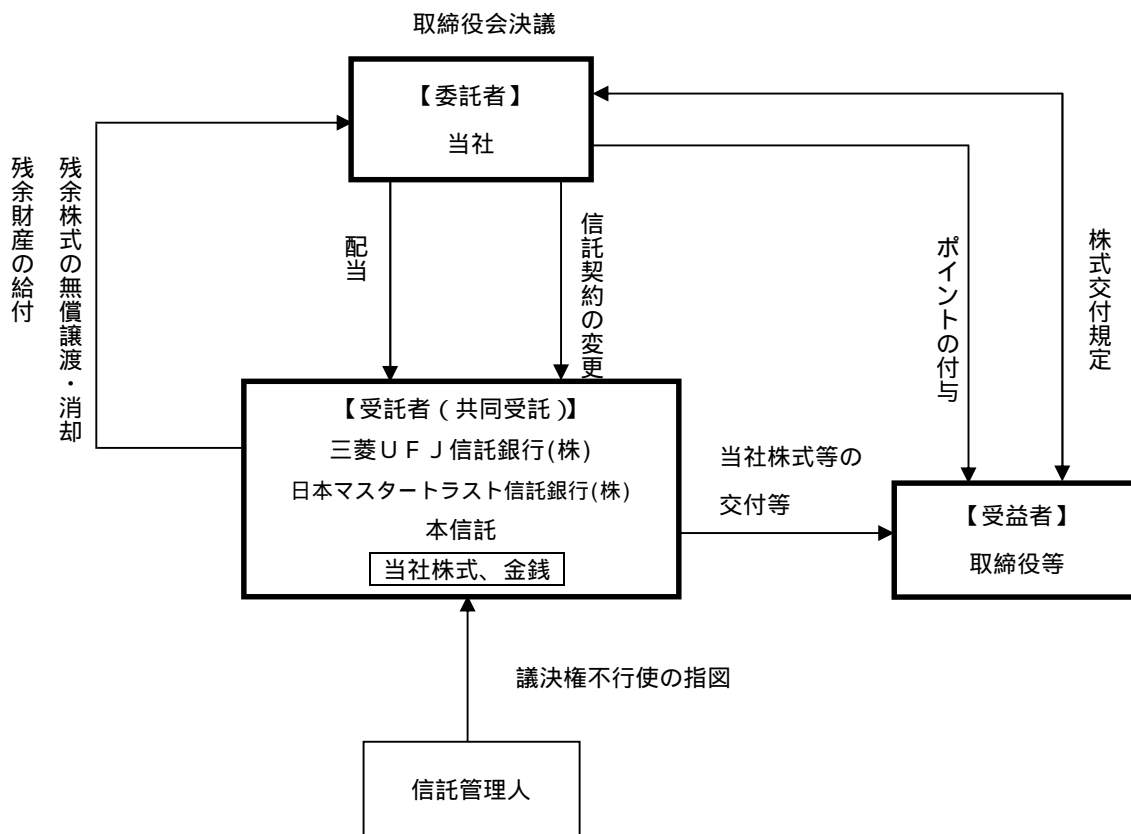 取締役会決議
【委託者】
当社
残余財産の給付
残余株式の無償譲渡・消却
配当
信託契約の変更
ポイントの付与
株式交付規定
【受託者（共同受託）】
三菱ＵＦＪ信託銀行(株)
日本マスタートラスト信託銀行(株)
本信託
当社株式、金銭
当社株式等の
交付等
【受益者】
取締役等
議決権不行使の指図
信託管理人